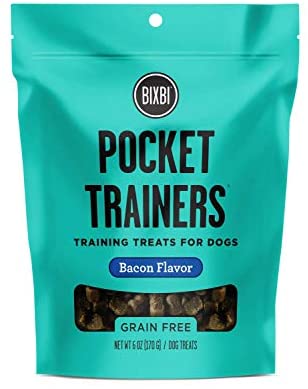 BIXBI®
POCKET
TRAINERS®
TRAINING TREATS FOR DOGS
Bacon Flavor
GRAIN FREE
NET WT 6 OZ (170 G) / DOG TREATS